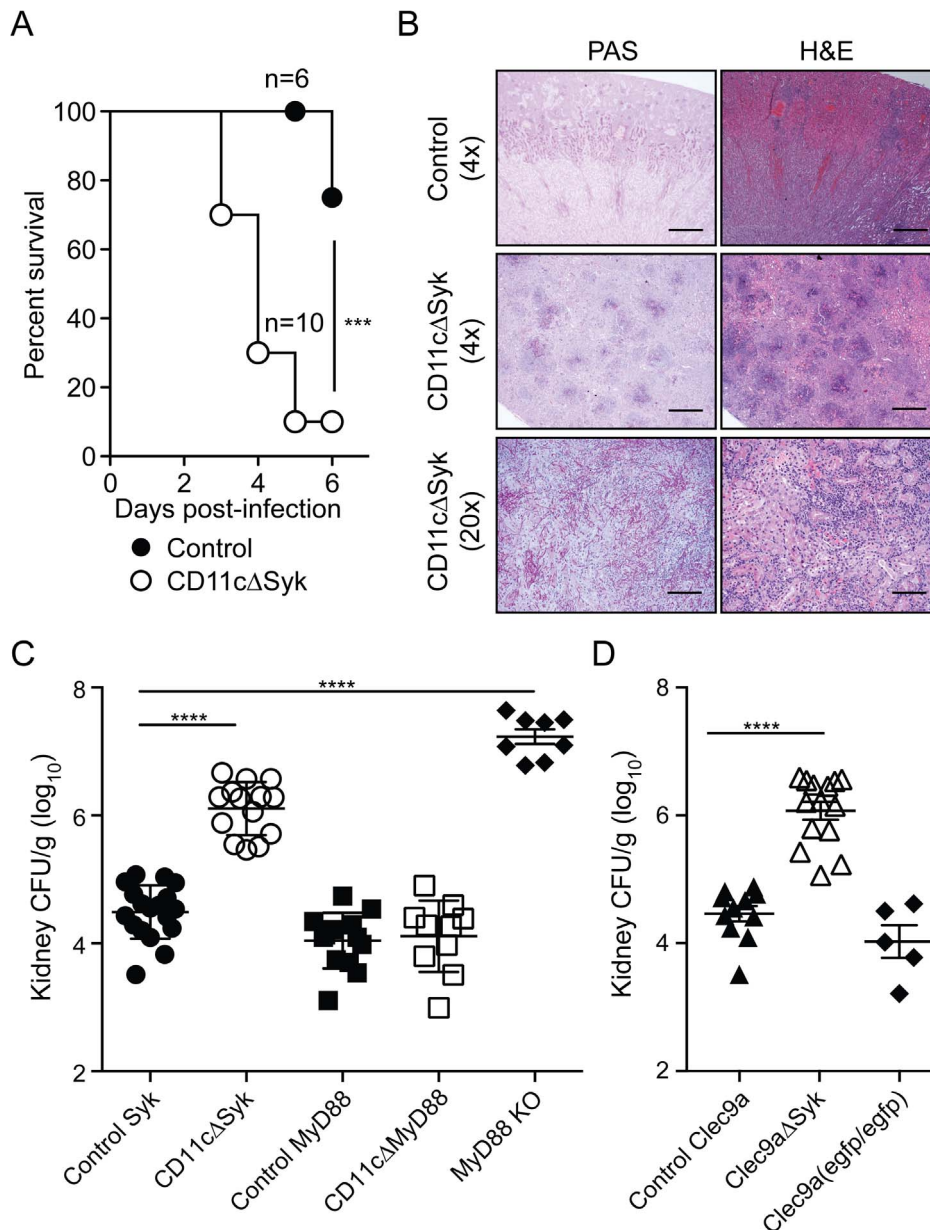 A
n=6
100
80
60
40
20
0
Percent survival
n=10
***
0
2
4
6
Days post-infection
Control
CD11cΔSyk
B
PAS
H&E
Control
(4x)
CD11cΔSyk
(4x)
CD11cΔSyk
(20x)
C
8
6
4
2
Kidney CFU/g (log10)
****
****
Control Syk
CD11cΔSyk
Control MyD88
CD11cΔMyD88
MyD88 KO
D
8
6
4
2
Kidney CFU/g (log10)
****
Control Clec9a
Clec9aΔSyk
Clec9a(egfp/egfp)